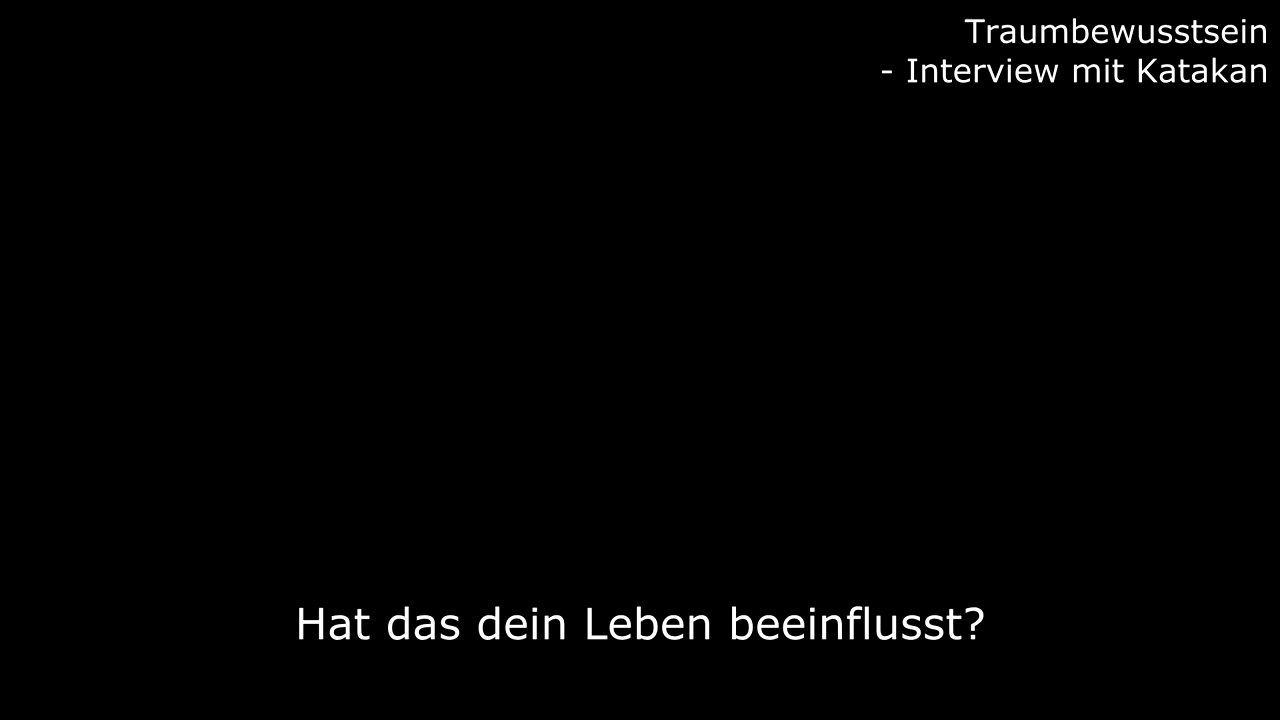 Traumbewusstsein
- Interview mit Katakan
Hat das dein Leben beeinflusst?